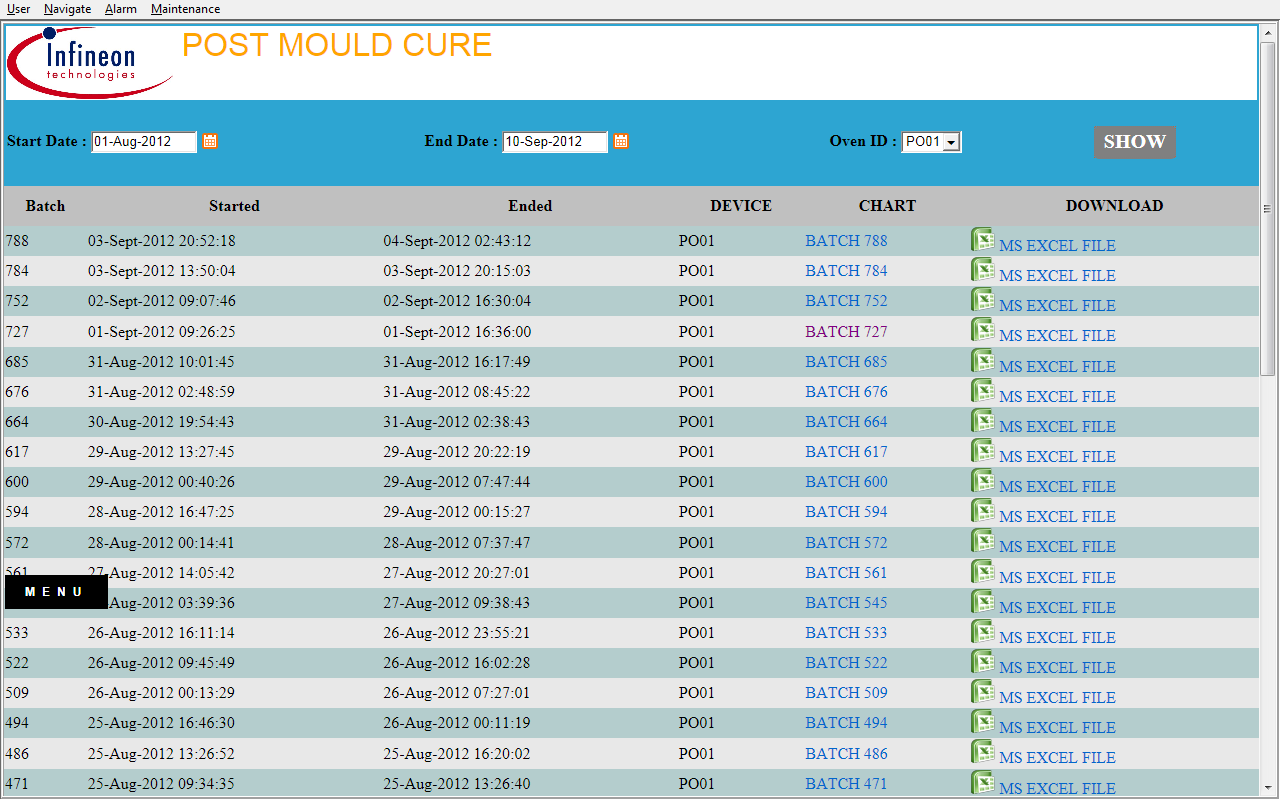 User Navigate Alarm Maintenance
Infineon technologies
POST MOULD CURE
Start Date : 01-Aug-2012 End Date : 10-Sep-2012 Oven ID : PO01 SHOW
Batch Started Ended DEVICE CHART DOWNLOAD
788 03-Sept-2012 20:52:18 04-Sept-2012 02:43:12 PO01 BATCH 788 MS EXCEL FILE
784 03-Sept-2012 13:50:04 03-Sept-2012 20:15:03 PO01 BATCH 784 MS EXCEL FILE
752 02-Sept-2012 09:07:46 02-Sept-2012 16:30:04 PO01 BATCH 752 MS EXCEL FILE
727 01-Sept-2012 09:26:25 01-Sept-2012 16:36:00 PO01 BATCH 727 MS EXCEL FILE
685 31-Aug-2012 10:01:45 31-Aug-2012 16:17:49 PO01 BATCH 685 MS EXCEL FILE
676 31-Aug-2012 02:48:59 31-Aug-2012 08:45:22 PO01 BATCH 676 MS EXCEL FILE
664 30-Aug-2012 19:54:43 31-Aug-2012 02:38:43 PO01 BATCH 664 MS EXCEL FILE
617 29-Aug-2012 13:27:45 29-Aug-2012 20:22:19 PO01 BATCH 617 MS EXCEL FILE
600 29-Aug-2012 00:40:26 29-Aug-2012 07:47:44 PO01 BATCH 600 MS EXCEL FILE
594 28-Aug-2012 16:47:25 29-Aug-2012 00:15:27 PO01 BATCH 594 MS EXCEL FILE
572 28-Aug-2012 00:14:41 28-Aug-2012 07:37:47 PO01 BATCH 572 MS EXCEL FILE
561 27-Aug-2012 14:05:42 27-Aug-2012 20:27:01 PO01 BATCH 561 MS EXCEL FILE
MENU
-Aug-2012 03:39:36 27-Aug-2012 09:38:43 PO01 BATCH 545 MS EXCEL FILE
533 26-Aug-2012 16:11:14 26-Aug-2012 23:55:21 PO01 BATCH 533 MS EXCEL FILE
522 26-Aug-2012 09:45:49 26-Aug-2012 16:02:28 PO01 BATCH 522 MS EXCEL FILE
509 26-Aug-2012 00:13:29 26-Aug-2012 07:27:01 PO01 BATCH 509 MS EXCEL FILE
494 25-Aug-2012 16:46:30 26-Aug-2012 00:11:19 PO01 BATCH 494 MS EXCEL FILE
486 25-Aug-2012 13:26:52 25-Aug-2012 16:20:02 PO01 BATCH 486 MS EXCEL FILE
471 25-Aug-2012 09:34:35 25-Aug-2012 13:26:40 PO01 BATCH 471 MS EXCEL FILE